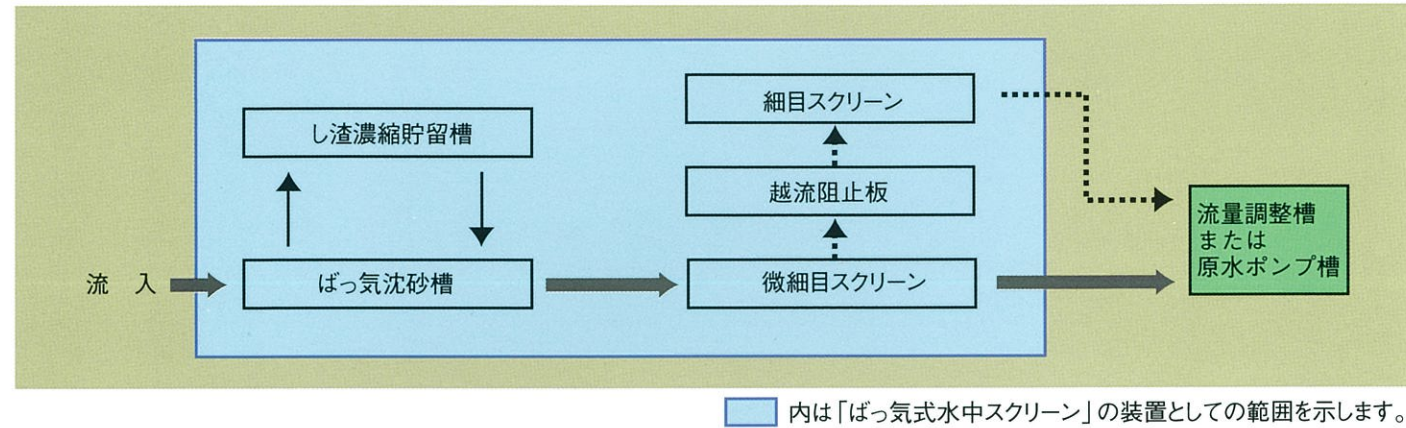 細目スクリーン
し渣濃縮貯留槽
越流阻止板
流量調整槽
または
原水ポンプ槽
流 入
ばっ気沈砂槽
微細目スクリーン
内は「ばっ気式水中スクリーン」の装置としての範囲を示します。